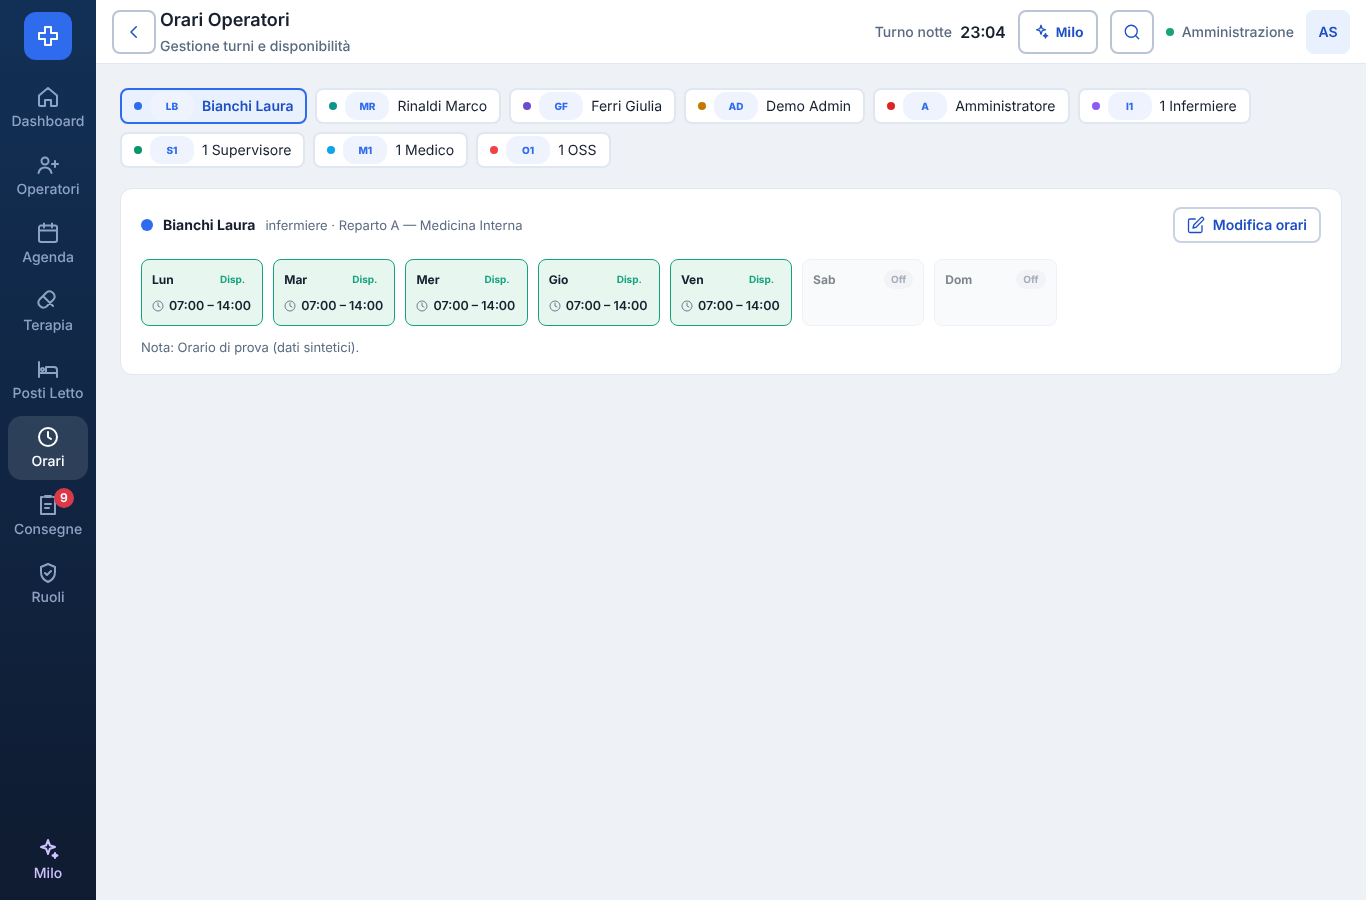 Orari Operatori
Gestione turni e disponibilità
Turno notte 23:04
Milo
Amministrazione
AS
Dashboard
Operatori
Agenda
Terapia
Posti Letto
Orari
9
Consegne
Ruoli
Milo
LB Bianchi Laura
MR Rinaldi Marco
GF Ferri Giulia
AD Demo Admin
A Amministratore
I1 1 Infermiere
S1 1 Supervisore
M1 1 Medico
O1 1 OSS
Bianchi Laura infermiere · Reparto A — Medicina Interna
Modifica orari
Lun Disp.
07:00 – 14:00
Mar Disp.
07:00 – 14:00
Mer Disp.
07:00 – 14:00
Gio Disp.
07:00 – 14:00
Ven Disp.
07:00 – 14:00
Sab Off
Dom Off
Nota: Orario di prova (dati sintetici).